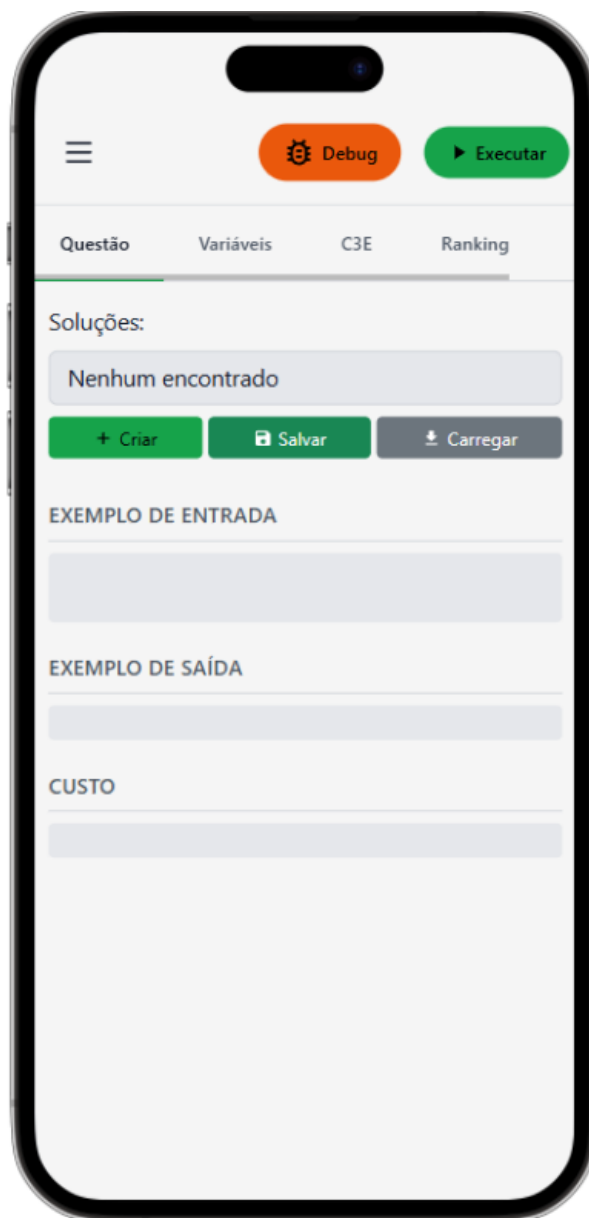 Debug Executar
Questão Variáveis C3E Ranking
Soluções:
Nenhum encontrado
+ Criar Salvar Carregar
EXEMPLO DE ENTRADA
EXEMPLO DE SAÍDA
CUSTO